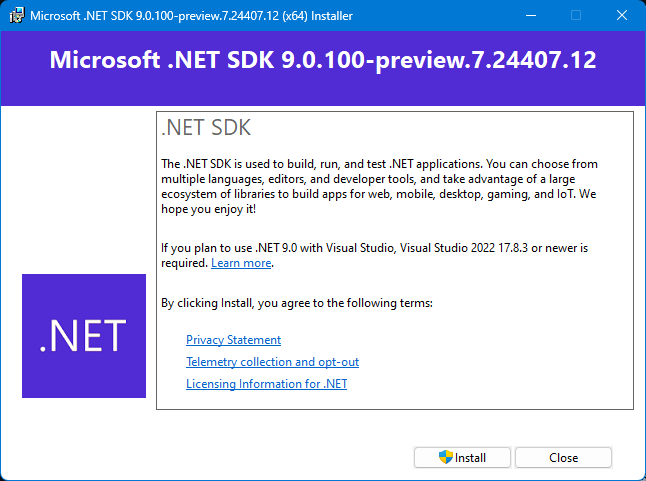 Microsoft .NET SDK 9.0.100-preview.7.24407.12 (x64) Installer
Microsoft .NET SDK 9.0.100-preview.7.24407.12
.NET SDK
The .NET SDK is used to build, run, and test .NET applications. You can choose from
multiple languages, editors, and developer tools, and take advantage of a large
ecosystem of libraries to build apps for web, mobile, desktop, gaming, and IoT. We
hope you enjoy it!
If you plan to use .NET 9.0 with Visual Studio, Visual Studio 2022 17.8.3 or newer is
required. Learn more.
By clicking Install, you agree to the following terms:
Privacy Statement
Telemetry collection and opt-out
Licensing Information for .NET
.NET
Install
Close